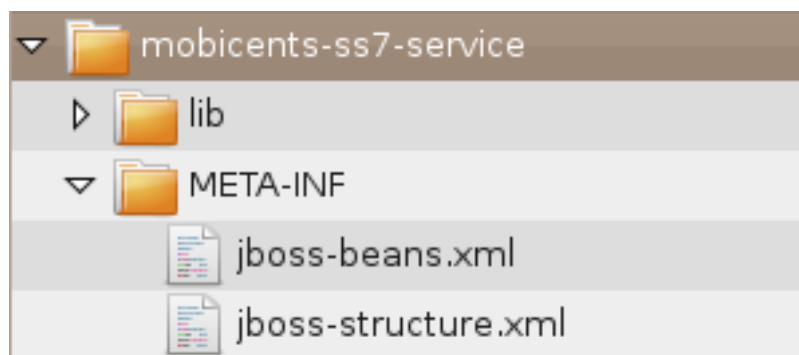 mobicents-ss7-service
lib
META-INF
jboss-beans.xml
jboss-structure.xml